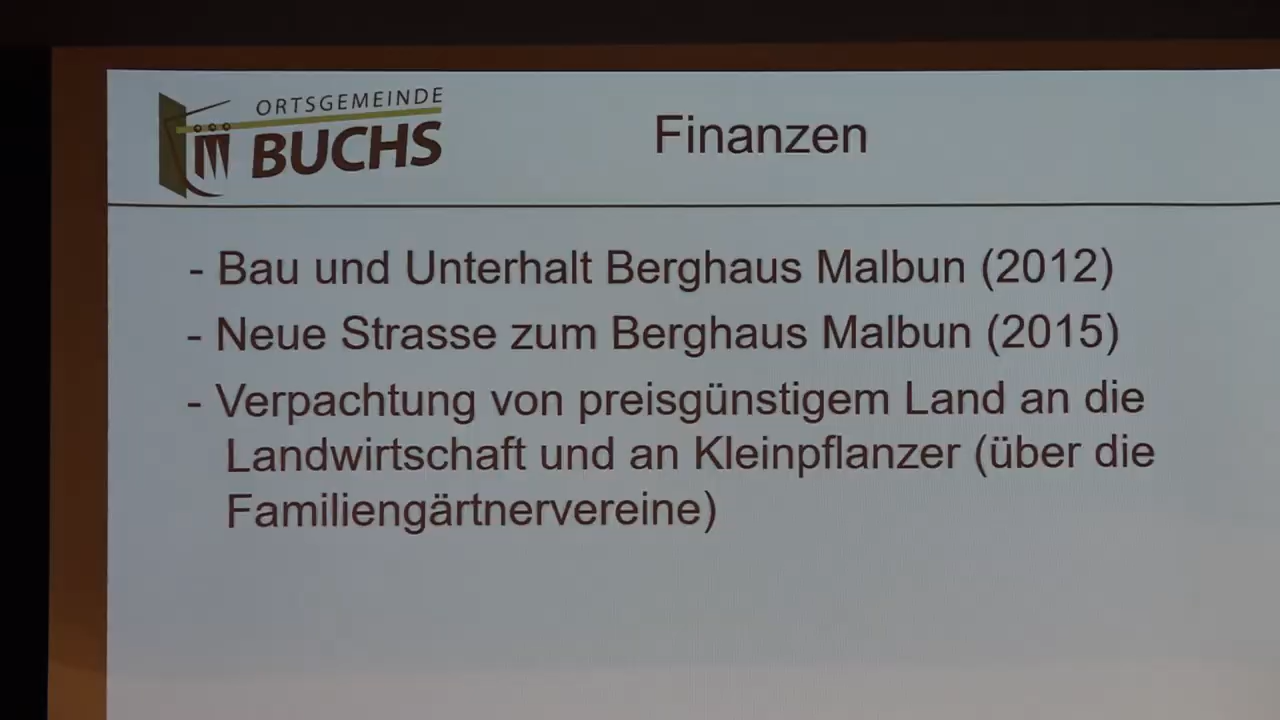 ORTSGEMEINDE
BUCHS
Finanzen
- Bau und Unterhalt Berghaus Malbun (2012)
- Neue Strasse zum Berghaus Malbun (2015)
- Verpachtung von preisgünstigem Land an die
Landwirtschaft und an Kleinpflanzer (über die
Familiengärtnervereine)